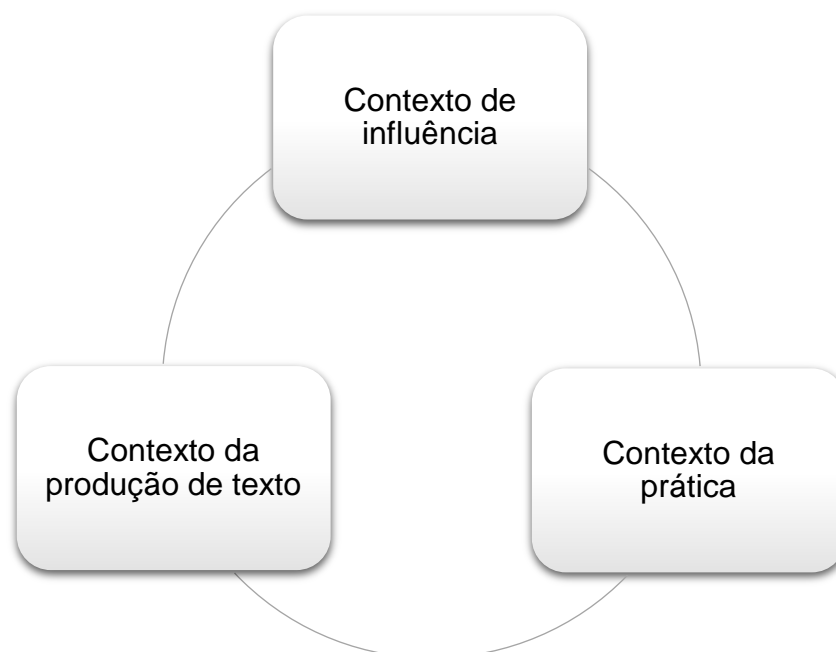 Contexto de
influência
Contexto da
produção de texto
Contexto da
prática